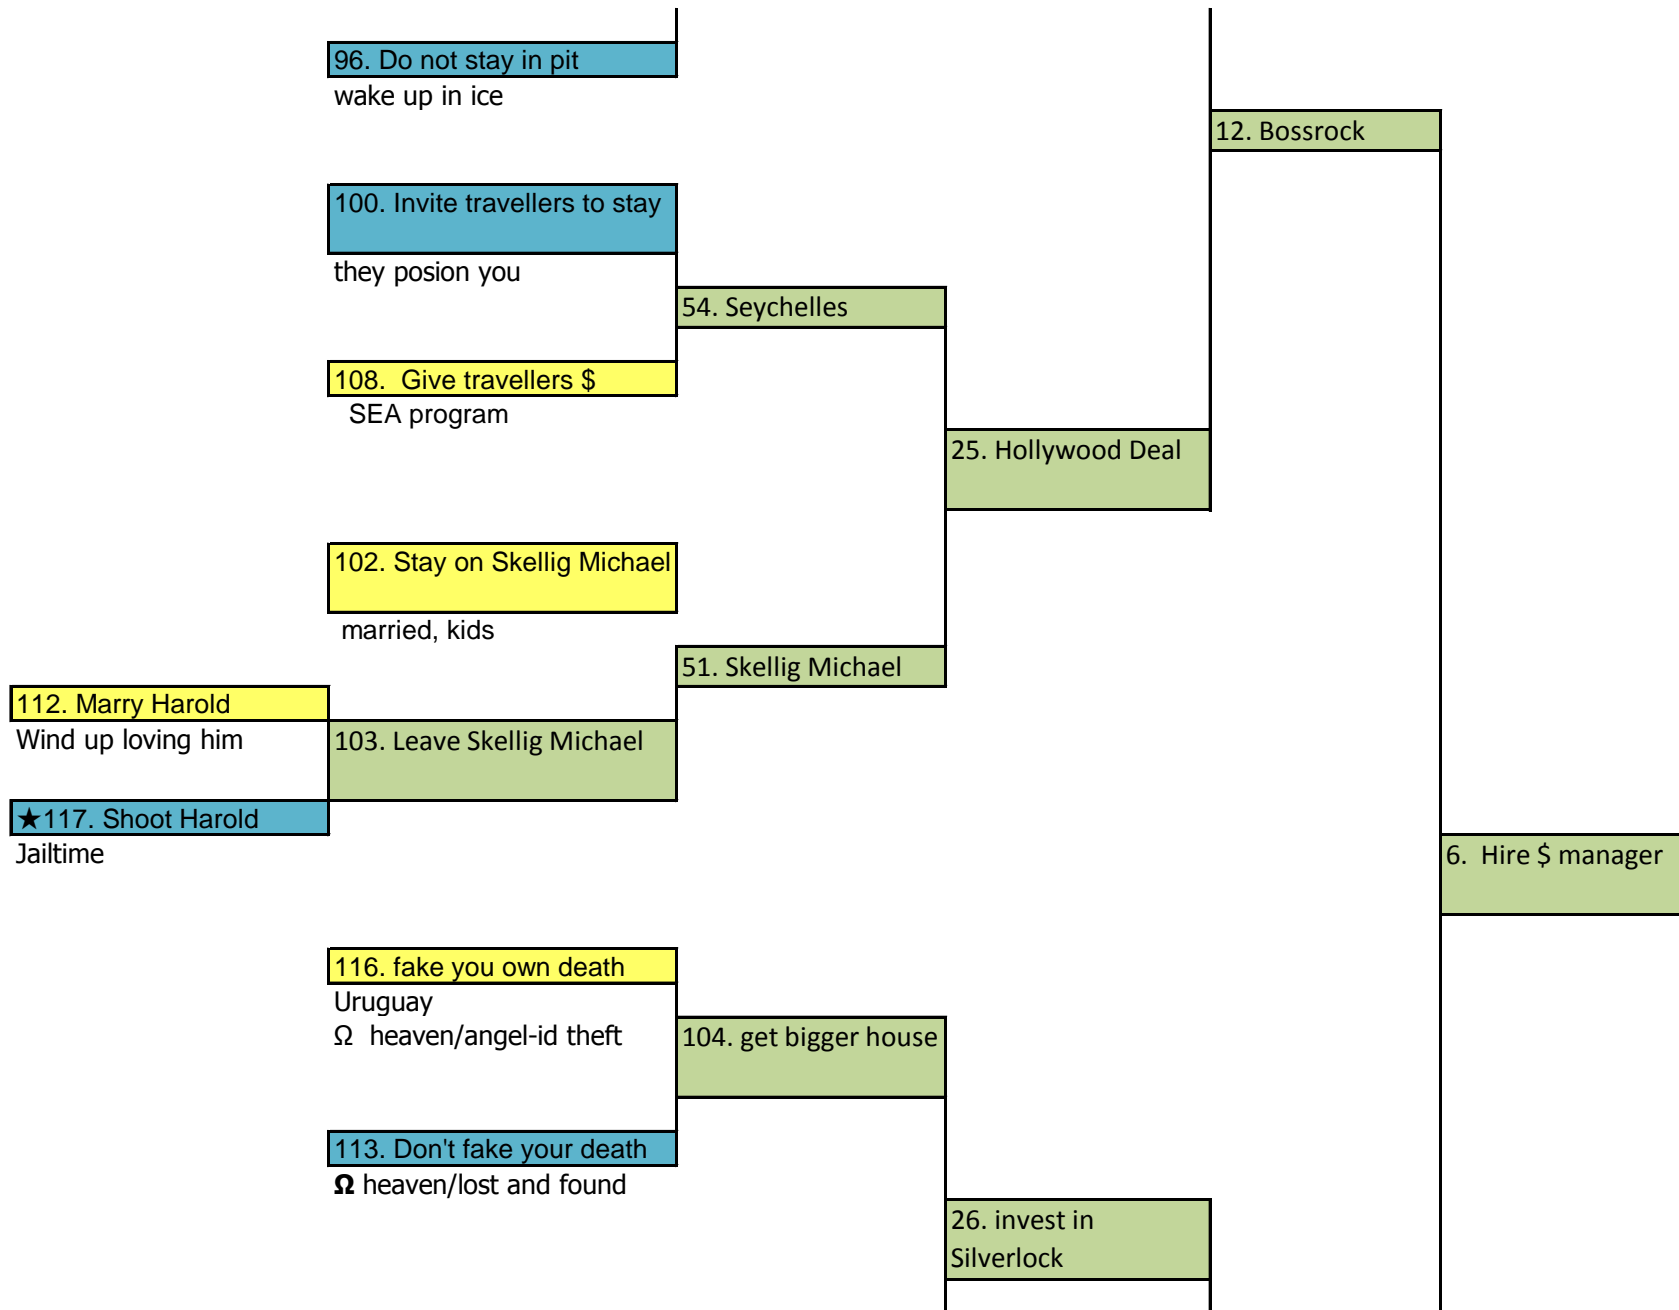 96. Do not stay in pit
wake up in ice
12. Bossrock
100. Invite travellers to stay
they posion you
54. Seychelles
108. Give travellers $
SEA program
25. Hollywood Deal
102. Stay on Skellig Michael
married, kids
51. Skellig Michael
112. Marry Harold
Wind up loving him
103. Leave Skellig Michael
★117. Shoot Harold
Jailtime
6. Hire $ manager
116. fake you own death
Uruguay
Ω heaven/angel-id theft
104. get bigger house
113. Don't fake your death
Ω heaven/lost and found
26. invest in
Silverlock